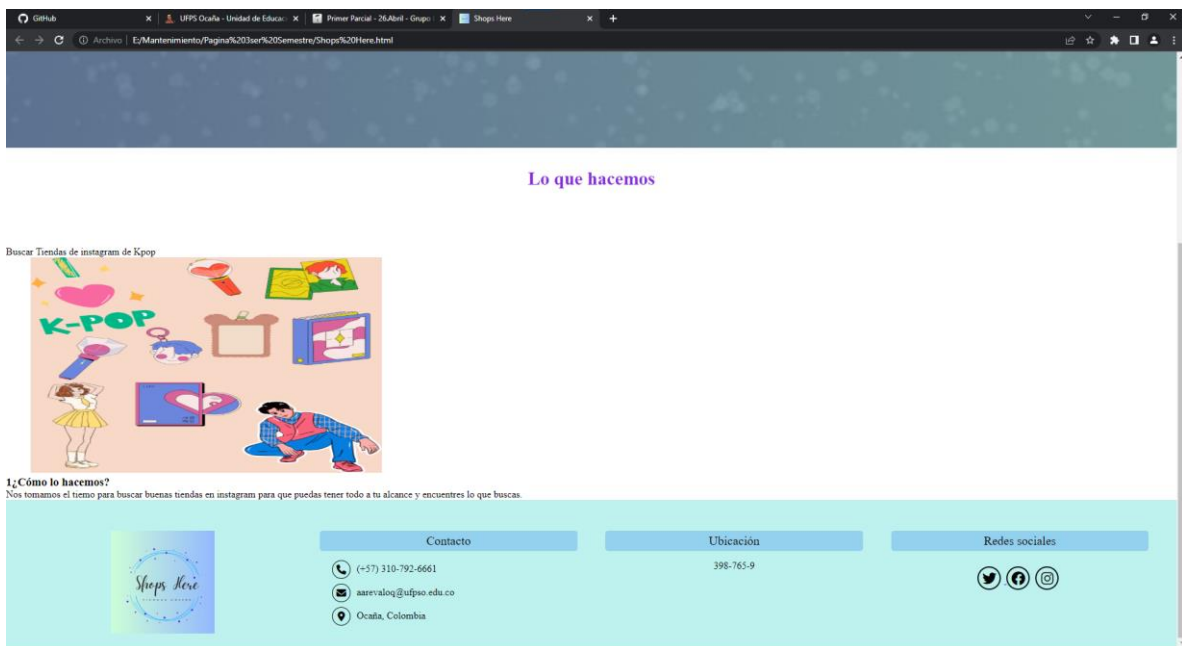 GitHub
UFPS Ocaña - Unidad de Educac
Primer Parcial - 26.Abril - Grupo
Shops Here
Archivo
E:/Mantenimiento/Pagina%203ser%20Semestre/Shops%20Here.html
Lo que hacemos
Buscar Tiendas de instagram de Kpop
K-POP
1¿Cómo lo hacemos?
Nos tomamos el tiemo para buscar buenas tiendas en instagram para que puedas tener todo a tu alcance y encuentres lo que buscas.
Shops Here
Contacto
(+57) 310-792-6661
aarevaloq@ufpso.edu.co
Ocaña, Colombia
Ubicación
398-765-9
Redes sociales